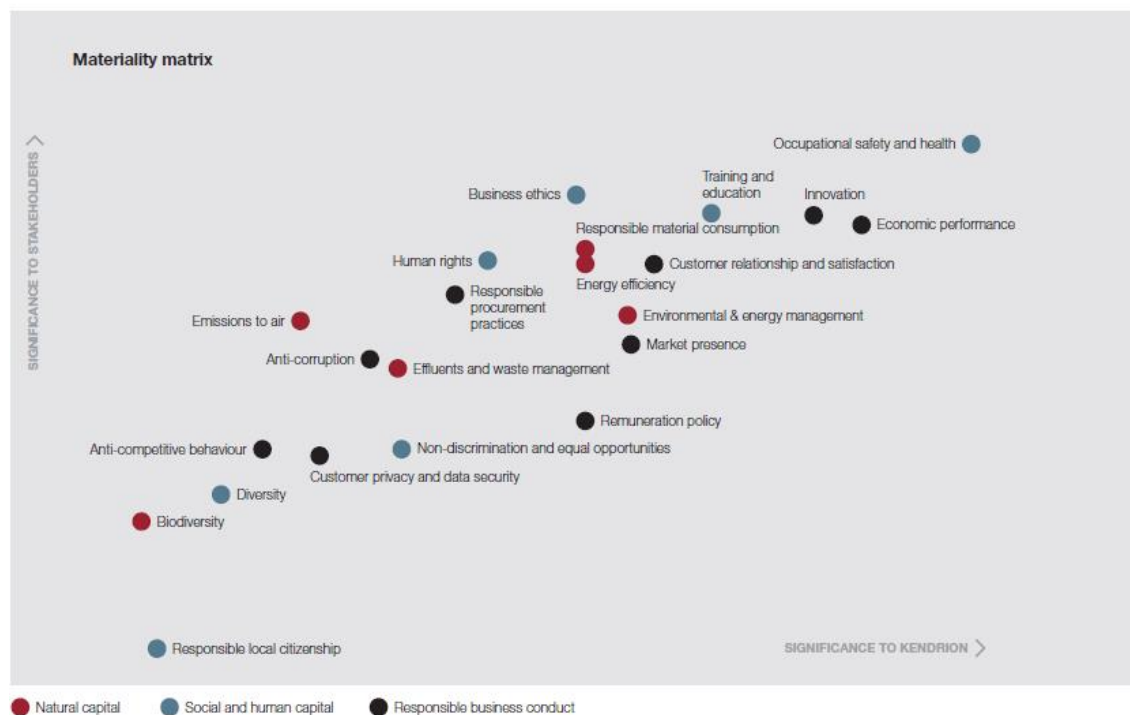 Materiality matrix
SIGNIFICANCE TO STAKEHOLDERS
Occupational safety and health
Training and
education
Business ethics
Innovation
Economic performance
Responsible material consumption
Human rights
Customer relationship and satisfaction
Energy efficiency
Responsible
procurement
practices
Environmental & energy management
Emissions to air
Market presence
Anti-corruption
Effluents and waste management
Remuneration policy
Anti-competitive behaviour
Non-discrimination and equal opportunities
Customer privacy and data security
Diversity
Biodiversity
Responsible local citizenship
SIGNIFICANCE TO KENDRION
Natural capital
Social and human capital
Responsible business conduct